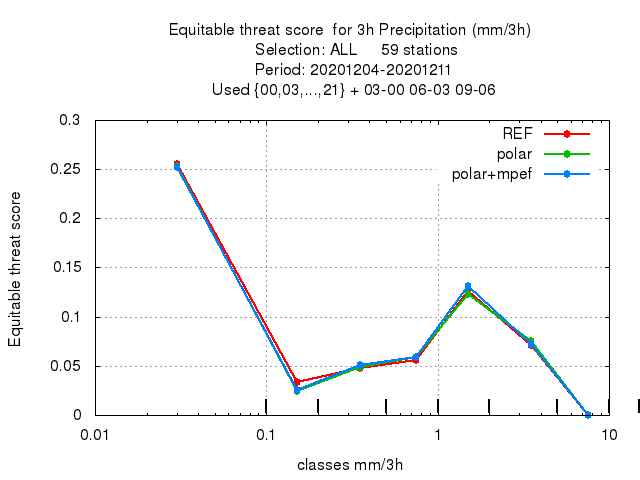 Equitable threat score  for 3h Precipitation (mm/3h)
Selection: ALL     59 stations
Period: 20201204-20201211
Used {00,03,...,21} + 03-00 06-03 09-06
REF
polar
polar+mpef
0.3
0.25
0.2
0.15
0.1
0.05
0
Equitable threat score
0.01 0.1 1 10
classes mm/3h